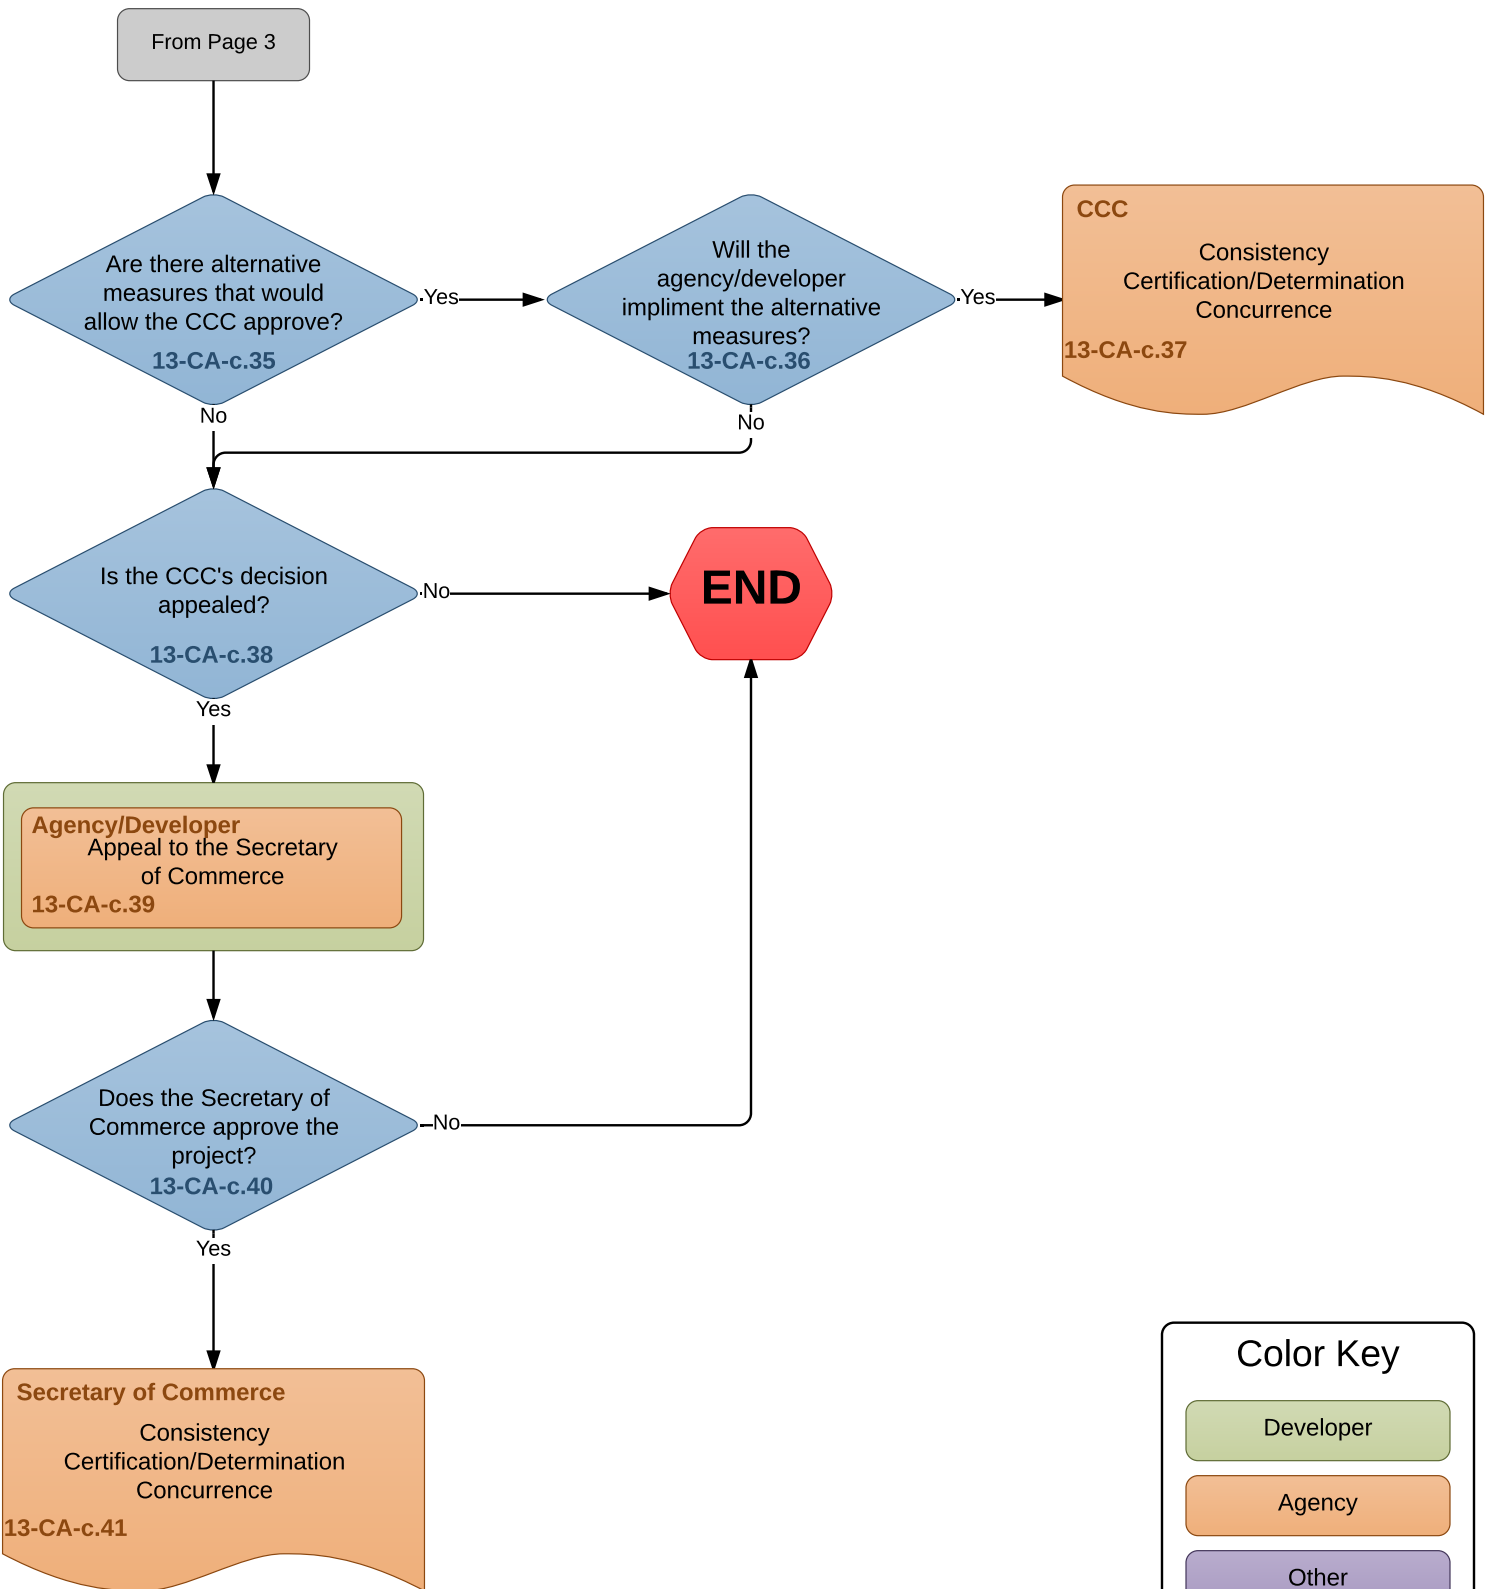 From Page 3
Are there alternative
measures that would
allow the CCC approve?
13-CA-c.35
Yes
No
Will the
agency/developer
impliment the alternative
measures?
13-CA-c.36
Yes
No
CCC
Consistency
Certification/Determination
Concurrence
13-CA-c.37
Is the CCC's decision
appealed?
13-CA-c.38
No
Yes
END
Agency/Developer
Appeal to the Secretary
of Commerce
13-CA-c.39
Does the Secretary of
Commerce approve the
project?
13-CA-c.40
No
Yes
Secretary of Commerce
Consistency
Certification/Determination
Concurrence
13-CA-c.41
Color Key
Developer
Agency
Other